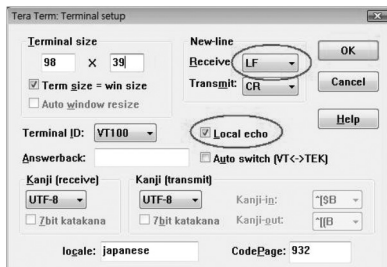 Tera Term: Terminal setup
Terminal size
98 X 39
Term size = win size
Auto window resize
New-line
Receive: LF
Transmit: CR
OK
Cancel
Help
Terminal ID: VT100
Local echo
Answerback:
Auto switch (VT<->TEK)
Kanji (receive)
UTF-8
7bit katakana
Kanji (transmit)
UTF-8
7bit katakana
Kanji-in: ^[$B
Kanji-out: ^[(B
locale: japanese
CodePage: 932